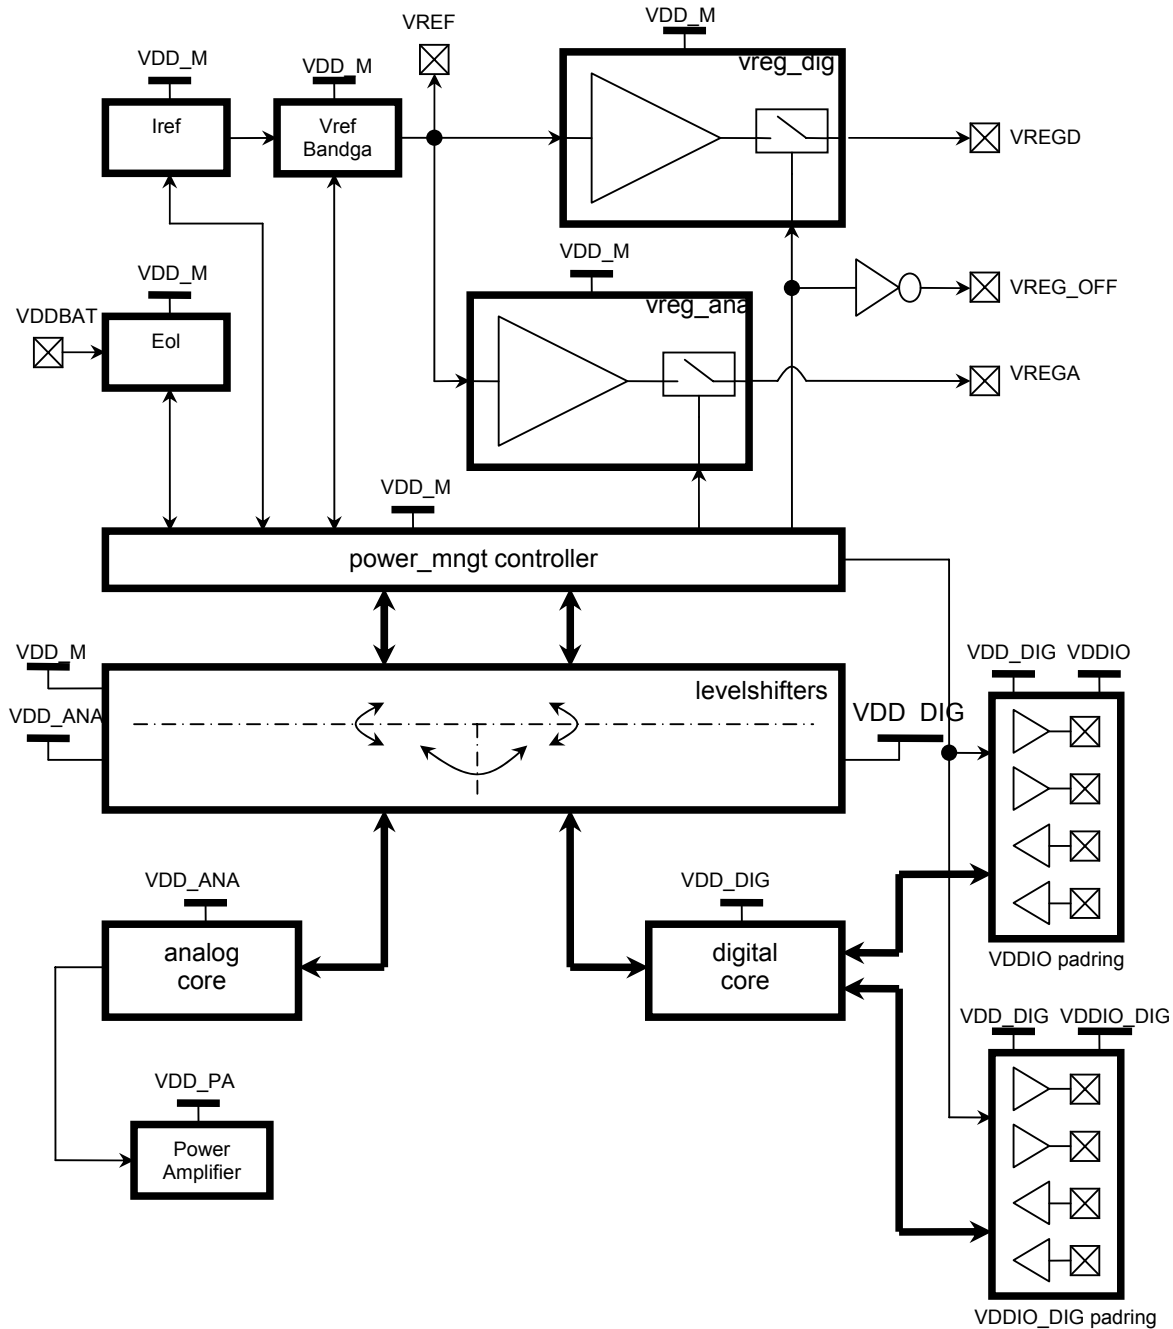 VREF
VDD_M
VDD_M
VDD_M
vreg_dig
Iref
Vref
Bandga
VREGD
VDD_M
VDD_M
VREG_OFF
vreg_ana
VDDBAT
Eol
VREGA
VDD_M
power_mngt controller
VDD_M
VDD_DIG
VDDIO
levelshifters
VDD_ANA
VDD_DIG
VDD_ANA
VDD_DIG
analog
core
digital
core
VDDIO padring
VDD_DIG
VDDIO_DIG
VDD_PA
Power
Amplifier
VDDIO_DIG padring